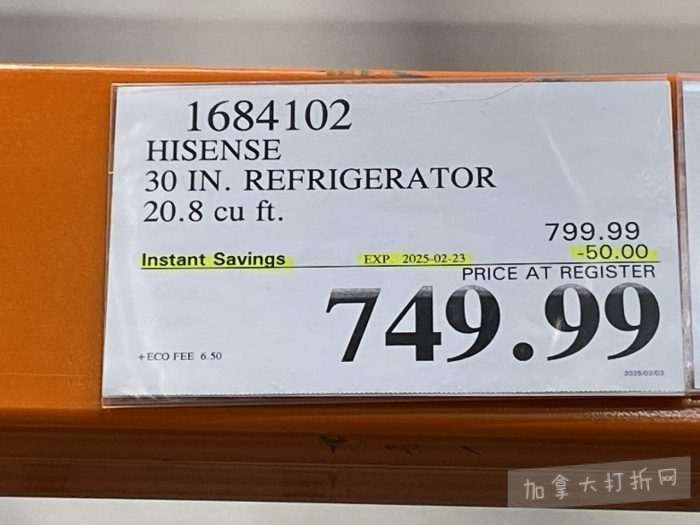 1684102
HISENSE
30 IN. REFRIGERATOR
20.8 cu ft.
799.99
Instant Savings EXP. 2025-02-23 -50.00
PRICE AT REGISTER
749.99
+ECO FEE 6.50
2025/02/03
加拿大打折网